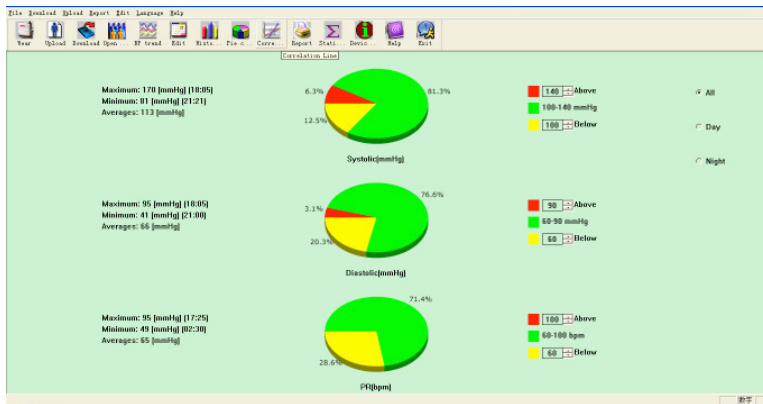 File Download Upload Report Edit Language Help
Wear Upload Download Open... BP trend Edit Histo... Pie c... Corre... Report Stati... Devic... Help Exit
Correlation Line
Maximum: 170 [mmHg] (18:05)
Minimum: 81 [mmHg] (21:21)
Averages: 113 [mmHg]
6.3%
81.3%
12.5%
Systolic(mmHg)
140 Above
100-140 mmHg
100 Below
All
Day
Night
Maximum: 95 [mmHg] (18:05)
Minimum: 41 [mmHg] (21:00)
Averages: 66 [mmHg]
76.6%
3.1%
20.3%
Diastolic(mmHg)
90 Above
60-90 mmHg
60 Below
Maximum: 95 [mmHg] (17:25)
Minimum: 49 [mmHg] (02:30)
Averages: 65 [mmHg]
71.4%
28.6%
PR(bpm)
100 Above
60-100 bpm
60 Below
数字